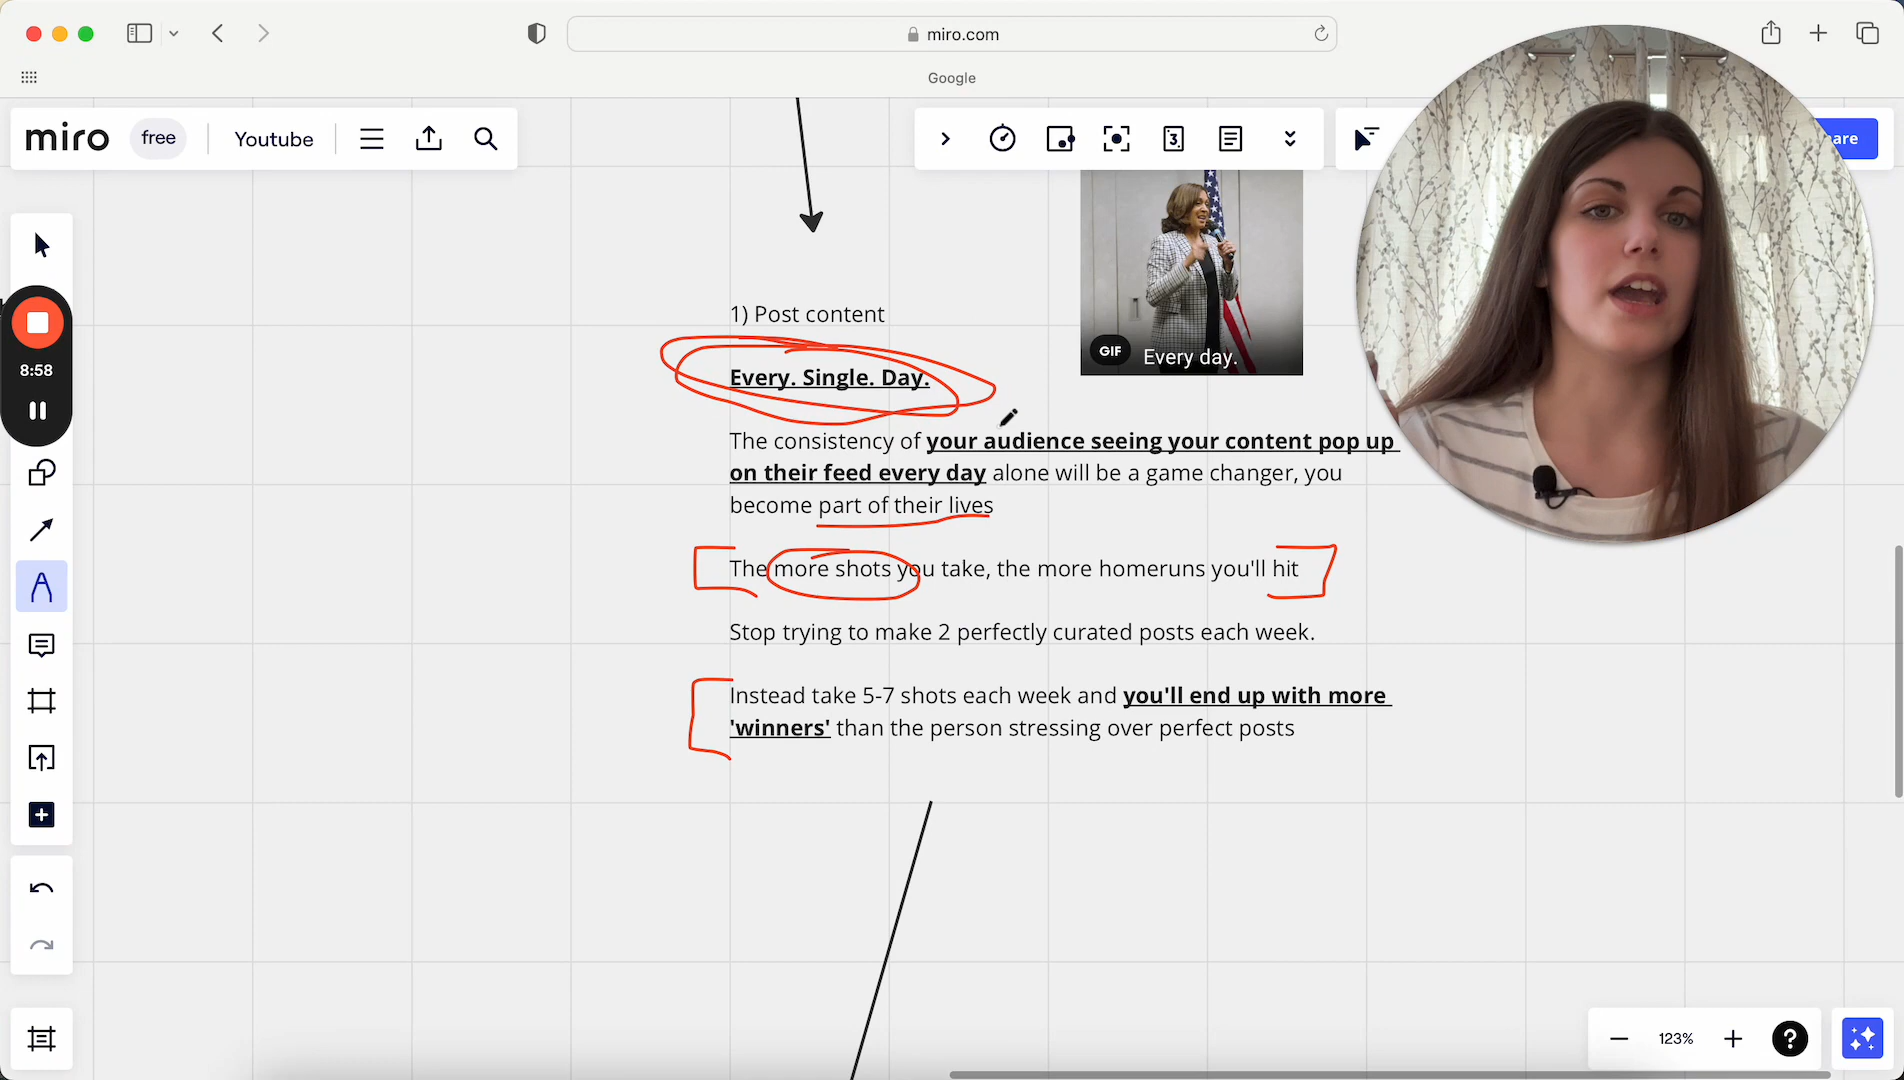 miro.com
Google
miro free Youtube
3
are
8:58
GIF Every day.
1) Post content
Every. Single. Day.
The consistency of your audience seeing your content pop up
on their feed every day alone will be a game changer, you
become part of their lives
The more shots you take, the more homeruns you'll hit
Stop trying to make 2 perfectly curated posts each week.
Instead take 5-7 shots each week and you'll end up with more
'winners' than the person stressing over perfect posts
123%
?